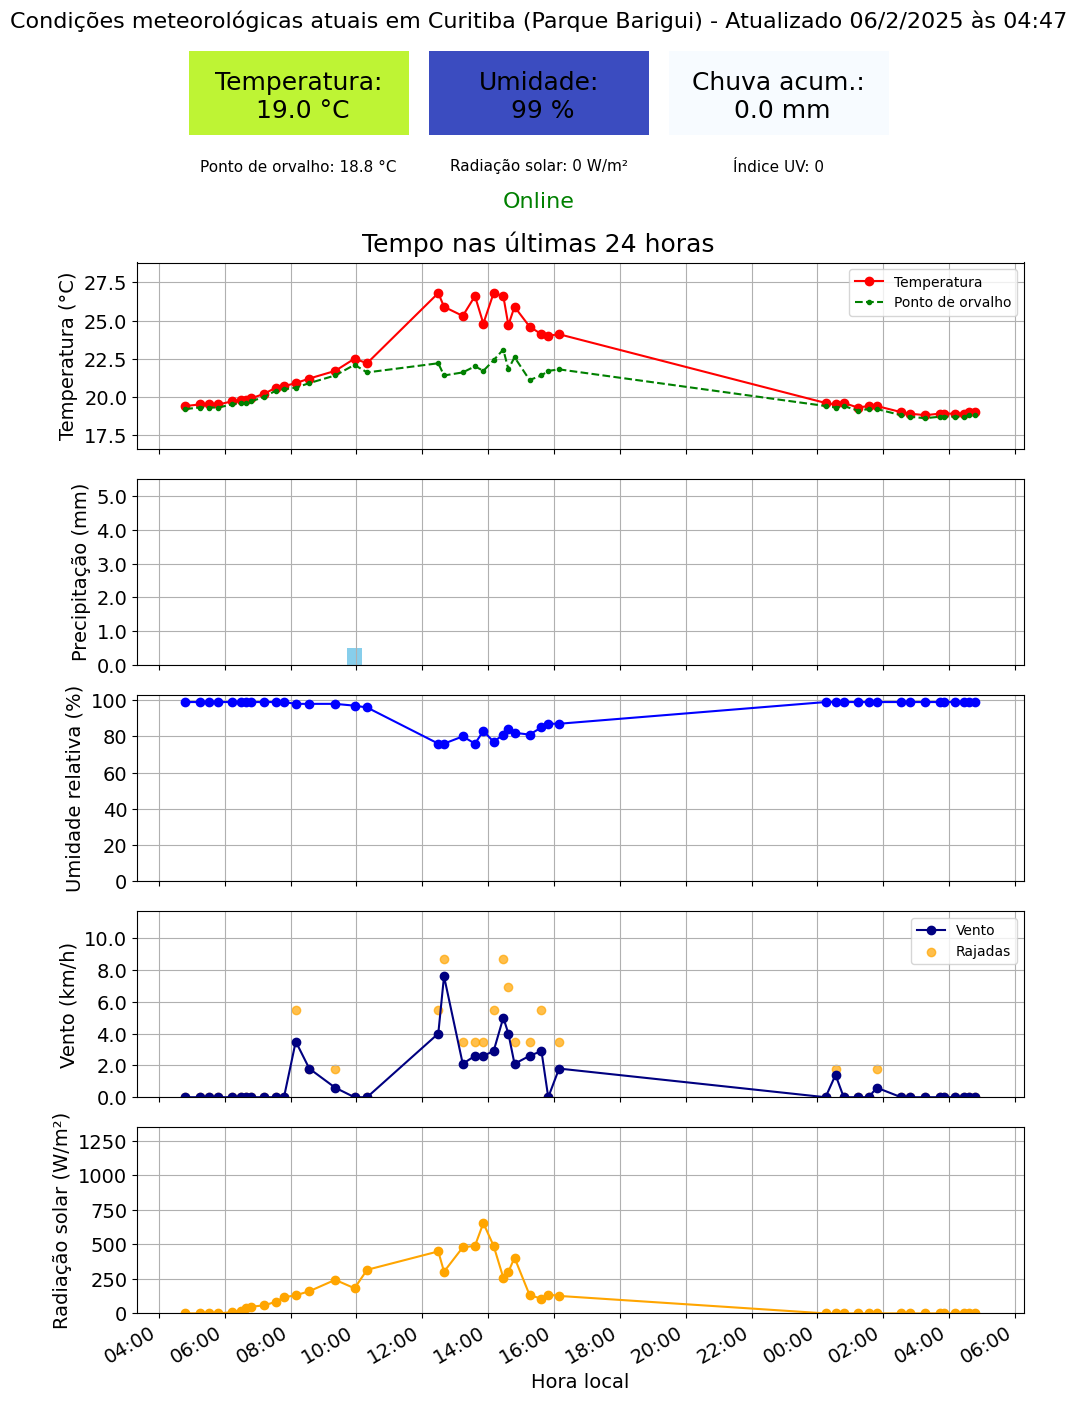 Condições meteorológicas atuais em Curitiba (Parque Barigui) - Atualizado 06/2/2025 às 04:47
Temperatura:
19.0 °C
Umidade:
99 %
Chuva acum.:
0.0 mm
Ponto de orvalho: 18.8 °C
Radiação solar: 0 W/m²
Índice UV: 0
Online
Tempo nas últimas 24 horas
Temperatura (°C)
27.5
25.0
22.5
20.0
17.5
Temperatura
Ponto de orvalho
Precipitação (mm)
5.0
4.0
3.0
2.0
1.0
0.0
Umidade relativa (%)
100
80
60
40
20
0
Vento (km/h)
10.0
8.0
6.0
4.0
2.0
0.0
Vento
Rajadas
Radiação solar (W/m²)
1250
1000
750
500
250
0
04:00
06:00
08:00
10:00
12:00
14:00
16:00
18:00
20:00
22:00
00:00
02:00
04:00
06:00
Hora local